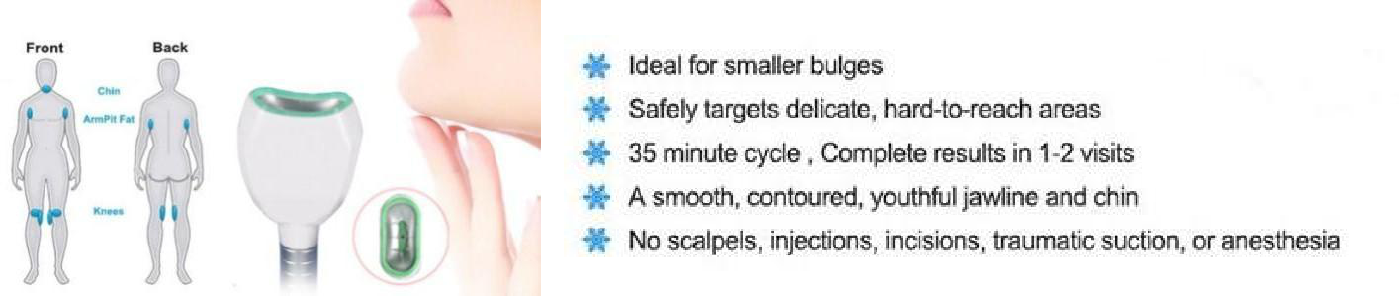 Front
Back
Chin
ArmPit Fat
Knees
Ideal for smaller bulges
Safely targets delicate, hard-to-reach areas
35 minute cycle , Complete results in 1-2 visits
A smooth, contoured, youthful jawline and chin
No scalpels, injections, incisions, traumatic suction, or anesthesia